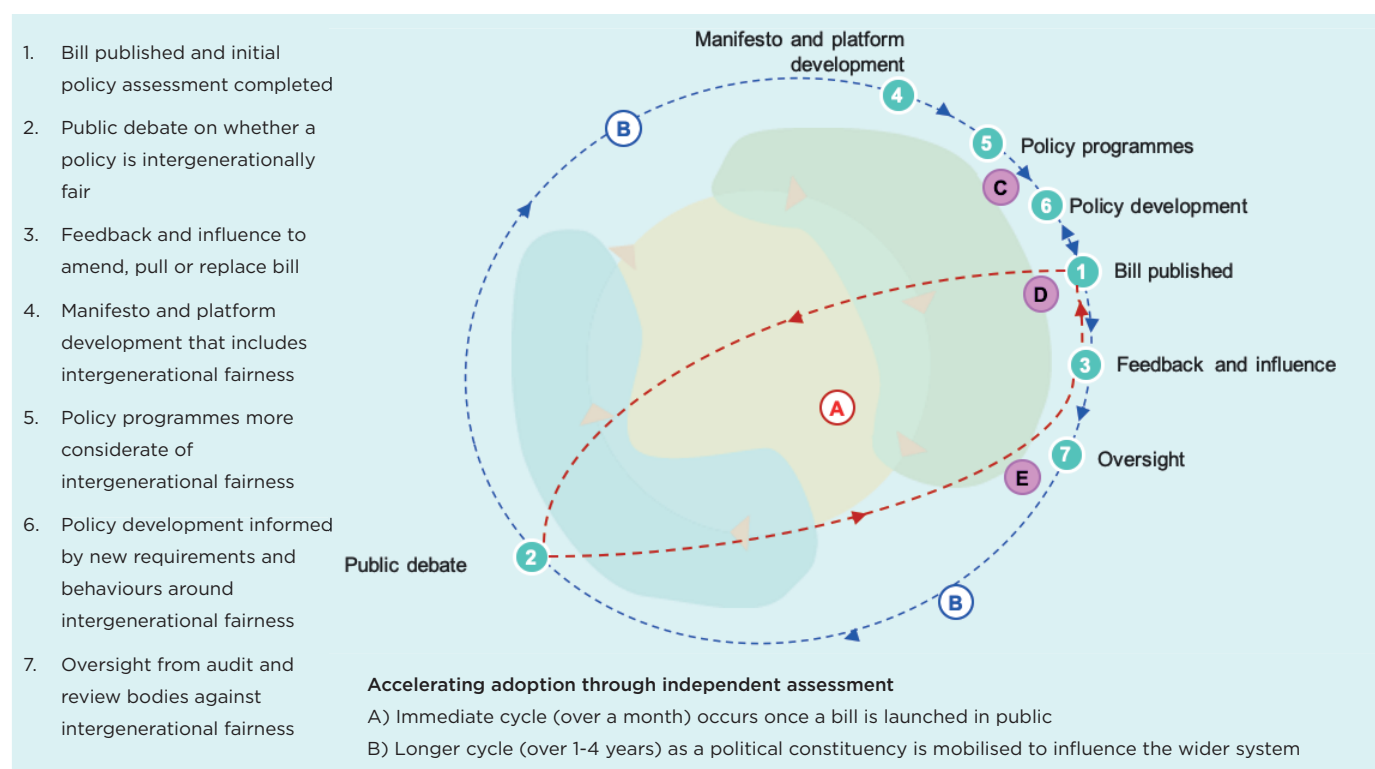 1. Bill published and initial
policy assessment completed
2. Public debate on whether a
policy is intergenerationally
fair
3. Feedback and influence to
amend, pull or replace bill
4. Manifesto and platform
development that includes
intergenerational fairness
5. Policy programmes more
considerate of
intergenerational fairness
6. Policy development informed
by new requirements and
behaviours around
intergenerational fairness
7. Oversight from audit and
review bodies against
intergenerational fairness
Manifesto and platform
development
4
B
5 Policy programmes
C
6 Policy development
1 Bill published
D
3 Feedback and influence
A
7 Oversight
E
Public debate 2
B
Accelerating adoption through independent assessment
A) Immediate cycle (over a month) occurs once a bill is launched in public
B) Longer cycle (over 1-4 years) as a political constituency is mobilised to influence the wider system